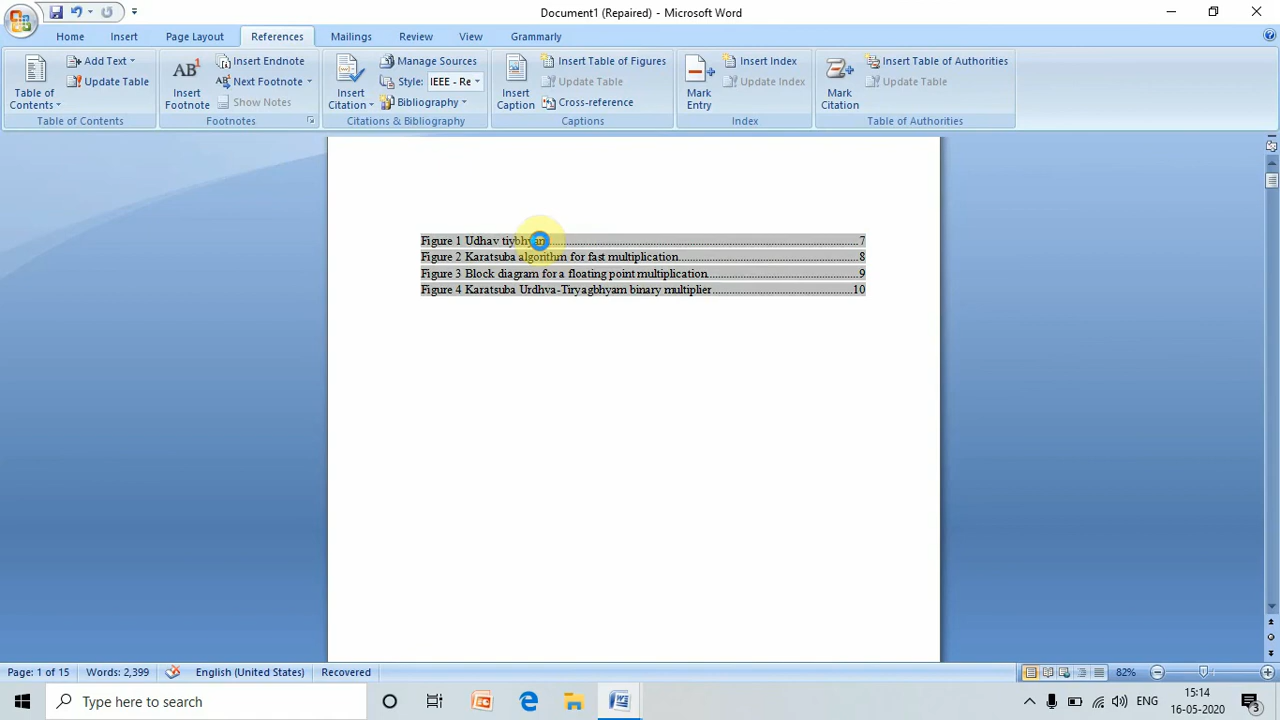 Document1 (Repaired) - Microsoft Word
Home Insert Page Layout References Mailings Review View Grammarly
Table of Contents
Add Text
Update Table
Table of Contents
AB1
Insert Footnote
Insert Endnote
Next Footnote
Show Notes
Footnotes
Insert Citation
Manage Sources
Style: IEEE - Re
Bibliography
Citations & Bibliography
Insert Caption
Insert Table of Figures
Update Table
Cross-reference
Captions
Mark Entry
Insert Index
Update Index
Index
Mark Citation
Insert Table of Authorities
Update Table
Table of Authorities
Figure 1 Udhav tiybhyam..........7
Figure 2 Karatsuba algorithm for fast multiplication..........8
Figure 3 Block diagram for a floating point multiplication..........9
Figure 4 Karatsuba Urdhva-Tiryagbhyam binary multiplier..........10
Page: 1 of 15 Words: 2,399 English (United States) Recovered 82%
Type here to search
ENG
15:14
16-05-2020
3